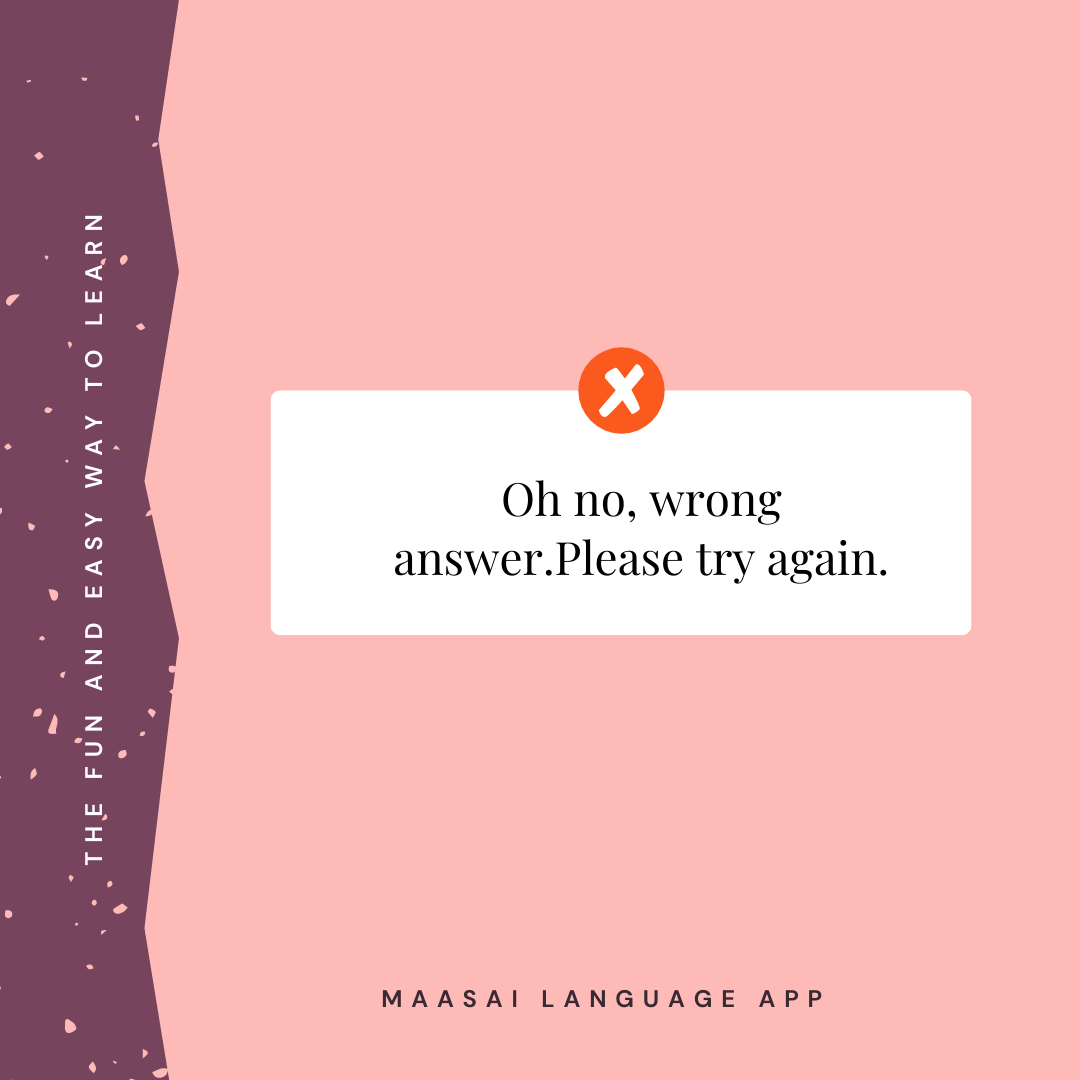 THE FUN AND EASY WAY TO LEARN
Oh no, wrong
answer.Please try again.
MAASAI LANGUAGE APP